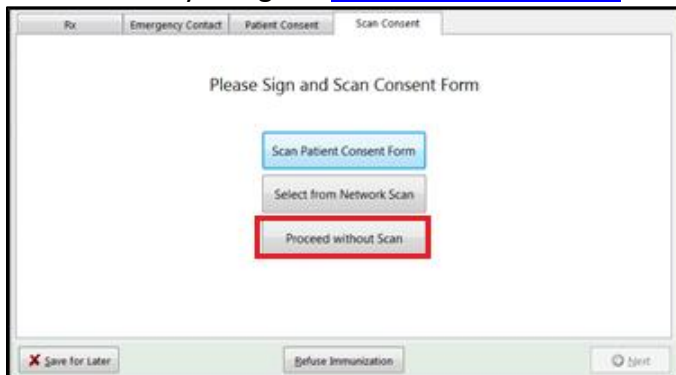 Rx Emergency Contact Patient Consent Scan Consent
Please Sign and Scan Consent Form
Scan Patient Consent Form
Select from Network Scan
Proceed without Scan
Save for Later Refuse Immunization Next